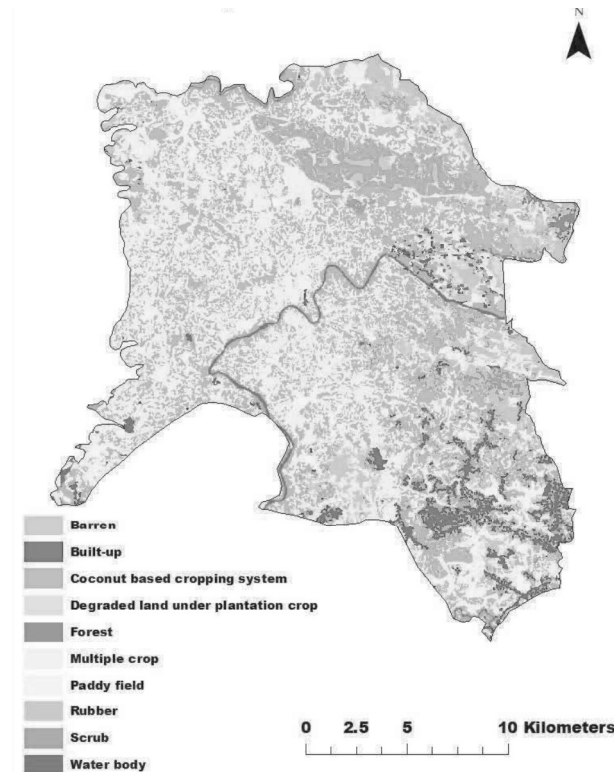 N
Barren
Built-up
Coconut based cropping system
Degraded land under plantation crop
Forest
Multiple crop
Paddy field
Rubber
Scrub
Water body
0 2.5 5 10 Kilometers